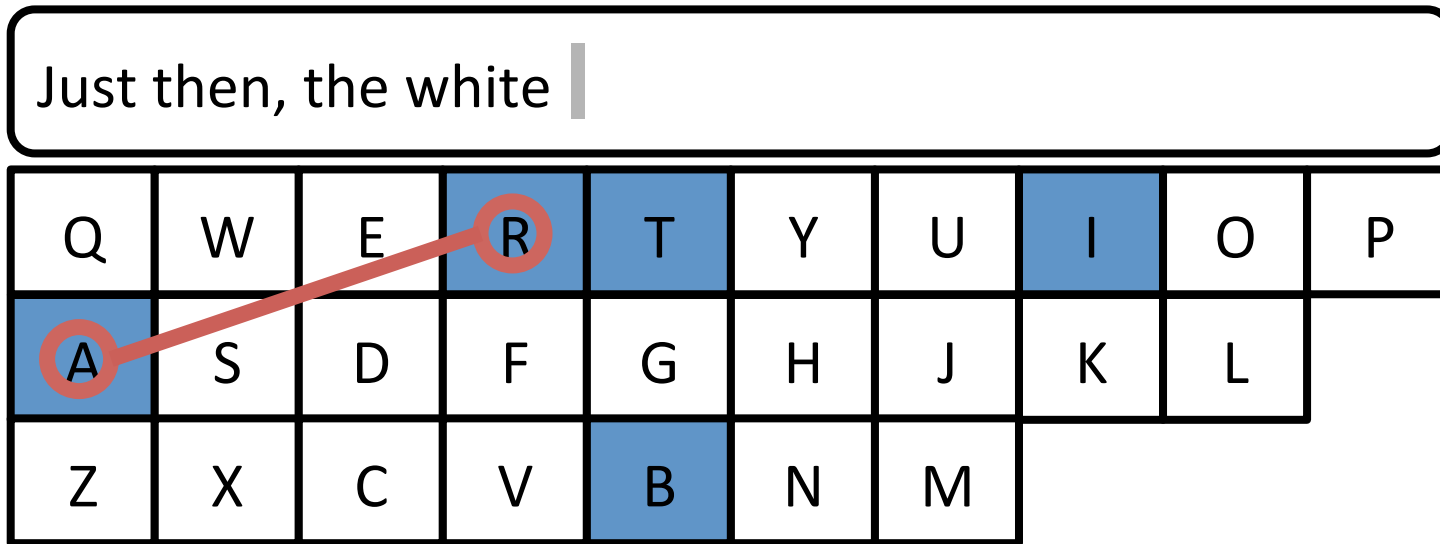 Just then, the white
Q W E R T Y U I O P
A S D F G H J K L
Z X C V B N M